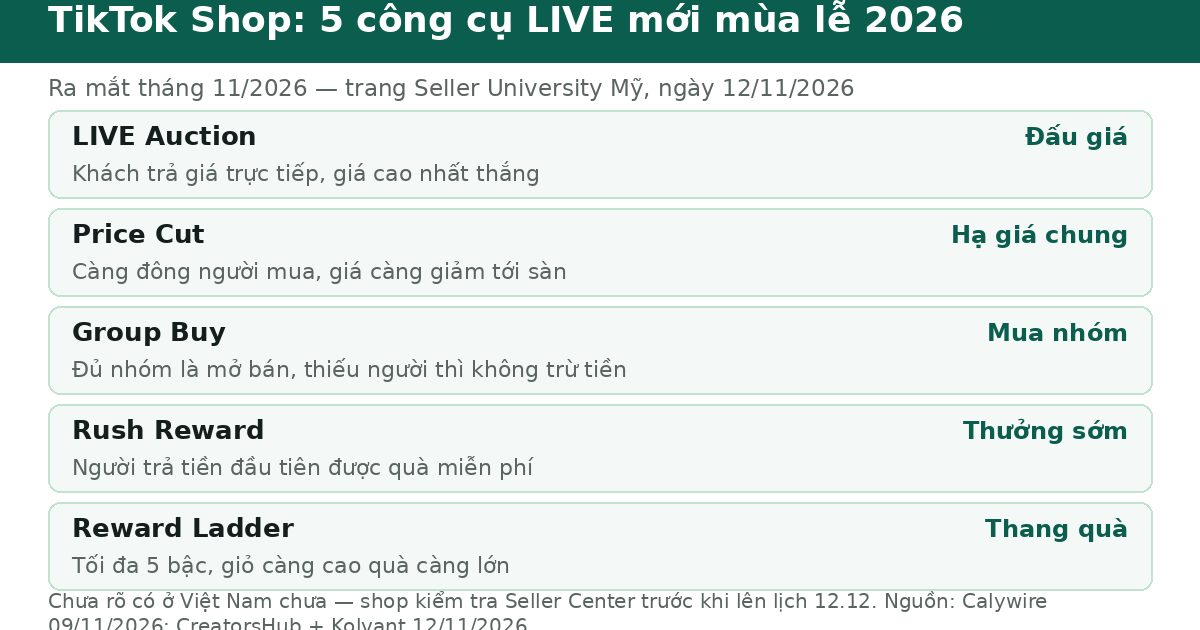 TikTok Shop: 5 công cụ LIVE mới mùa lễ 2026
Ra mắt tháng 11/2026 — trang Seller University Mỹ, ngày 12/11/2026
LIVE Auction
Đấu giá
Khách trả giá trực tiếp, giá cao nhất thắng
Price Cut
Hạ giá chung
Càng đông người mua, giá càng giảm tới sàn
Group Buy
Mua nhóm
Đủ nhóm là mở bán, thiếu người thì không trừ tiền
Rush Reward
Thưởng sớm
Người trả tiền đầu tiên được quà miễn phí
Reward Ladder
Thang quà
Tối đa 5 bậc, giỏ càng cao quà càng lớn
Chưa rõ có ở Việt Nam chưa — shop kiểm tra Seller Center trước khi lên lịch 12.12. Nguồn: Calywire
09/11/2026; CreatorsHub + Kolvant 12/11/2026